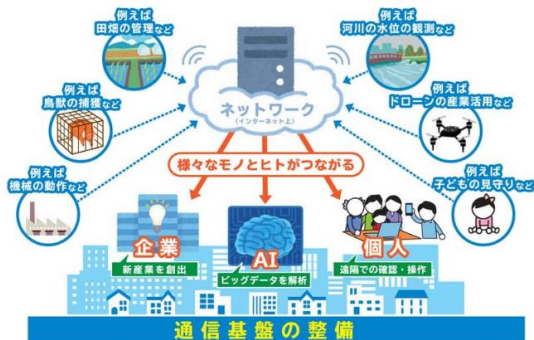 例えば
田畑の管理など
例えば
河川の水位の観測など
例えば
鳥獣の捕獲など
ネットワーク
(インターネット上)
例えば
ドローンの産業活用など
様々なモノとヒトがつながる
例えば
機械の動作など
例えば
子どもの見守りなど
企業
新産業を創出
AI
ビッグデータを解析
個人
遠隔での確認・操作
通信基盤の整備